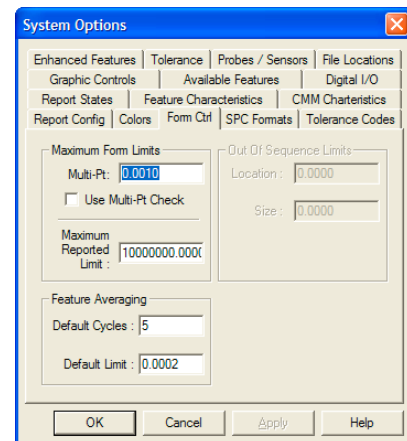 System Options
Enhanced Features Tolerance Probes / Sensors File Locations
Graphic Controls Available Features Digital I/O
Report States Feature Characteristics CMM Charteristics
Report Config Colors Form Ctrl SPC Formats Tolerance Codes
Maximum Form Limits
Multi-Pt: 0.0010
Use Multi-Pt Check
Maximum
Reported
Limit : 10000000.000
Out Of Sequence Limits
Location : 0.0000
Size : 0.0000
Feature Averaging
Default Cycles : 5
Default Limit : 0.0002
OK Cancel Apply Help